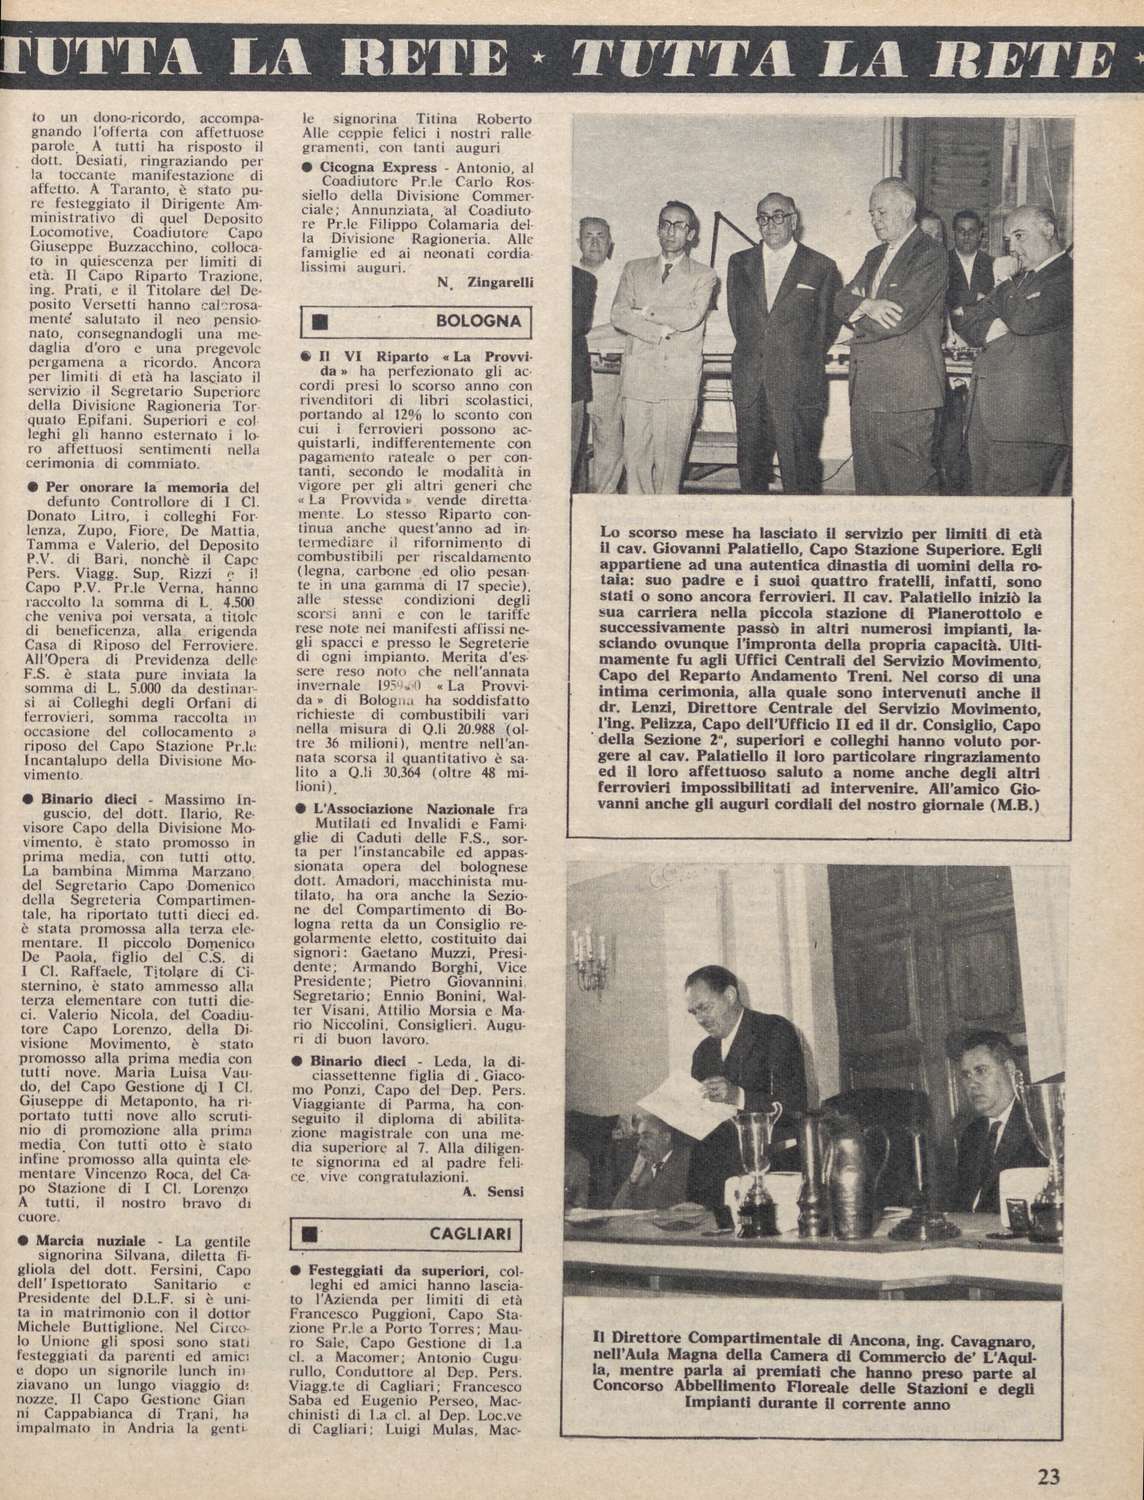 TUTTA LA RETE * TUTTA LA RETE *
to un dono-ricordo, accompa-
gnando l'offerta con affettuose
parole. A tutti ha risposto il
dott. Desiati, ringraziando per
la toccante manifestazione di
affetto. A Taranto, è stato pu-
re festeggiato il Dirigente Am-
ministrativo di quel Deposito
Locomotive, Coadiutore Capo
Giuseppe Buzzacchino, colloca-
to in quiescenza per limiti di
età. Il Capo Riparto Trazione,
ing. Prati, e il Titolare del De-
posito Versetti hanno calorosa-
mente salutato il neo pensio-
nato, consegnandogli una me-
daglia d'oro e una pregevole
pergamena a ricordo. Ancora
per limiti di età ha lasciato il
servizio il Segretario Superiore
della Divisione Ragioneria Tor-
quato Epifani. Superiori e col-
leghi gli hanno esternato i lo-
ro affettuosi sentimenti nella
cerimonia di commiato.
● Per onorare la memoria del
defunto Controllore di I Cl.
Donato Litro, i colleghi For-
lenza, Zupo, Fiore, De Mattia,
Tamma e Valerio, del Deposito
P.V. di Bari, nonchè il Capo
Pers. Viagg. Sup. Rizzi e il
Capo P.V. Pr.le Verna, hanno
raccolto la somma di L. 4.500
che veniva poi versata, a titolo
di beneficenza, alla erigenda
Casa di Riposo del Ferroviere.
All'Opera di Previdenza delle
F.S. è stata pure inviata la
somma di L. 5.000 da destinar-
si ai Colleghi degli Orfani di
ferrovieri, somma raccolta in
occasione del collocamento a
riposo del Capo Stazione Pr.le
Incantalupo della Divisione Mo-
vimento.
● Binario dieci - Massimo In-
guscio, del dott. Ilario, Re-
visore Capo della Divisione Mo-
vimento, è stato promosso in
prima media, con tutti otto.
La bambina Mimma Marzano,
del Segretario Capo Domenico
della Segreteria Compartimen-
tale, ha riportato tutti dieci ed
è stata promossa alla terza ele-
mentare. Il piccolo Domenico
De Paola, figlio del C.S. di
I Cl. Raffaele, Titolare di Ci-
sternino, è stato ammesso alla
terza elementare con tutti die-
ci. Valerio Nicola, del Coadiu-
tore Capo Lorenzo, della Di-
visione Movimento, è stato
promosso alla prima media con
tutti nove. Maria Luisa Vau-
do, del Capo Gestione di I Cl.
Giuseppe di Metaponto, ha ri-
portato tutti nove allo scruti-
nio di promozione alla prima
media. Con tutti otto è stato
infine promosso alla quinta ele-
mentare Vincenzo Roca, del Ca-
po Stazione di I Cl. Lorenzo
A tutti, il nostro bravo di
cuore.
● Marcia nuziale - La gentile
signorina Silvana, diletta fi-
gliola del dott. Fersini, Capo
dell'Ispettorato Sanitario e
Presidente del D.L.F. si è uni-
ta in matrimonio con il dottor
Michele Buttiglione. Nel Circo-
lo Unione gli sposi sono stati
festeggiati da parenti ed amici
e dopo un signorile lunch ini-
ziavano un lungo viaggio di
nozze. Il Capo Gestione Gian-
ni Cappabianca di Trani, ha
impalmato in Andria la genti-
le signorina Titina Roberto
Alle coppie felici i nostri ralle-
gramenti, con tanti auguri
● Cicogna Express - Antonio, al
Coadiutore Pr.le Carlo Ros-
siello della Divisione Commer-
ciale; Annunziata, al Coadiuto-
re Pr.le Filippo Colamaria del-
la Divisione Ragioneria. Alle
famiglie ed ai neonati cordia-
lissimi auguri.
N. Zingarelli
■ BOLOGNA
● Il VI Riparto «La Provvi-
da» ha perfezionato gli ac-
cordi presi lo scorso anno con
rivenditori di libri scolastici,
portando al 12% lo sconto con
cui i ferrovieri possono ac-
quistarli, indifferentemente con
pagamento rateale o per con-
tanti, secondo le modalità in
vigore per gli altri generi che
«La Provvida» vende diretta-
mente. Lo stesso Riparto con-
tinua anche quest'anno ad in-
termediare il rifornimento di
combustibili per riscaldamento
(legna, carbone ed olio pesan-
te in una gamma di 17 specie),
alle stesse condizioni degli
scorsi anni e con le tariffe
rese note nei manifesti affissi ne-
gli spacci e presso le Segreterie
di ogni impianto. Merita d'es-
sere reso noto che nell'annata
invernale 1959-60 «La Provvi-
da» di Bologna ha soddisfatto
richieste di combustibili vari
nella misura di Q.li 20.988 (ol-
tre 36 milioni), mentre nell'an-
nata scorsa il quantitativo è sa-
lito a Q.li 30.364 (oltre 48 mi-
lioni).
● L'Associazione Nazionale fra
Mutilati ed Invalidi e Fami-
glie di Caduti delle F.S., sor-
ta per l'instancabile ed appas-
sionata opera del bolognese
dott. Amadori, macchinista mu-
tilato, ha ora anche la Sezio-
ne del Compartimento di Bo-
logna retta da un Consiglio re-
golarmente eletto, costituito dai
signori: Gaetano Muzzi, Presi-
dente; Armando Borghi, Vice
Presidente; Pietro Giovannini,
Segretario; Ennio Bonini, Wal-
ter Visani, Attilio Morsia e Ma-
rio Niccolini, Consiglieri. Augu-
ri di buon lavoro.
● Binario dieci - Leda, la di-
ciassettenne figlia di Giaco-
mo Ponzi, Capo del Dep. Pers.
Viaggiante di Parma, ha con-
seguito il diploma di abilita-
zione magistrale con una me-
dia superiore al 7. Alla diligen-
te signorina ed al padre feli-
ce, vive congratulazioni.
A. Sensi
■ CAGLIARI
● Festeggiati da superiori, col-
leghi ed amici hanno lascia-
to l'Azienda per limiti di età
Francesco Puggioni, Capo Sta-
zione Pr.le a Porto Torres; Mau-
ro Sale, Capo Gestione di 1.a
cl. a Macomer; Antonio Cugu-
rullo, Conduttore al Dep. Pers.
Viagg.te di Cagliari; Francesco
Saba ed Eugenio Perseo, Mac-
chinisti di 1.a cl. al Dep. Loc.ve
di Cagliari; Luigi Mulas, Mac-
Lo scorso mese ha lasciato il servizio per limiti di età
il cav. Giovanni Palatiello, Capo Stazione Superiore. Egli
appartiene ad una autentica dinastia di uomini della ro-
taia: suo padre e i suoi quattro fratelli, infatti, sono
stati o sono ancora ferrovieri. Il cav. Palatiello iniziò la
sua carriera nella piccola stazione di Pianerottolo e
successivamente passò in altri numerosi impianti, la-
sciando ovunque l'impronta della propria capacità. Ulti-
mamente fu agli Uffici Centrali del Servizio Movimento,
Capo del Reparto Andamento Treni. Nel corso di una
intima cerimonia, alla quale sono intervenuti anche il
dr. Lenzi, Direttore Centrale del Servizio Movimento,
l'ing. Pelizza, Capo dell'Ufficio II ed il dr. Consiglio, Capo
della Sezione 2ª, superiori e colleghi hanno voluto por-
gere al cav. Palatiello il loro particolare ringraziamento
ed il loro affettuoso saluto a nome anche degli altri
ferrovieri impossibilitati ad intervenire. All'amico Gio-
vanni anche gli auguri cordiali del nostro giornale (M.B.)
Il Direttore Compartimentale di Ancona, ing. Cavagnaro,
nell'Aula Magna della Camera di Commercio de' L'Aqui-
la, mentre parla ai premiati che hanno preso parte al
Concorso Abbellimento Floreale delle Stazioni e degli
Impianti durante il corrente anno
23